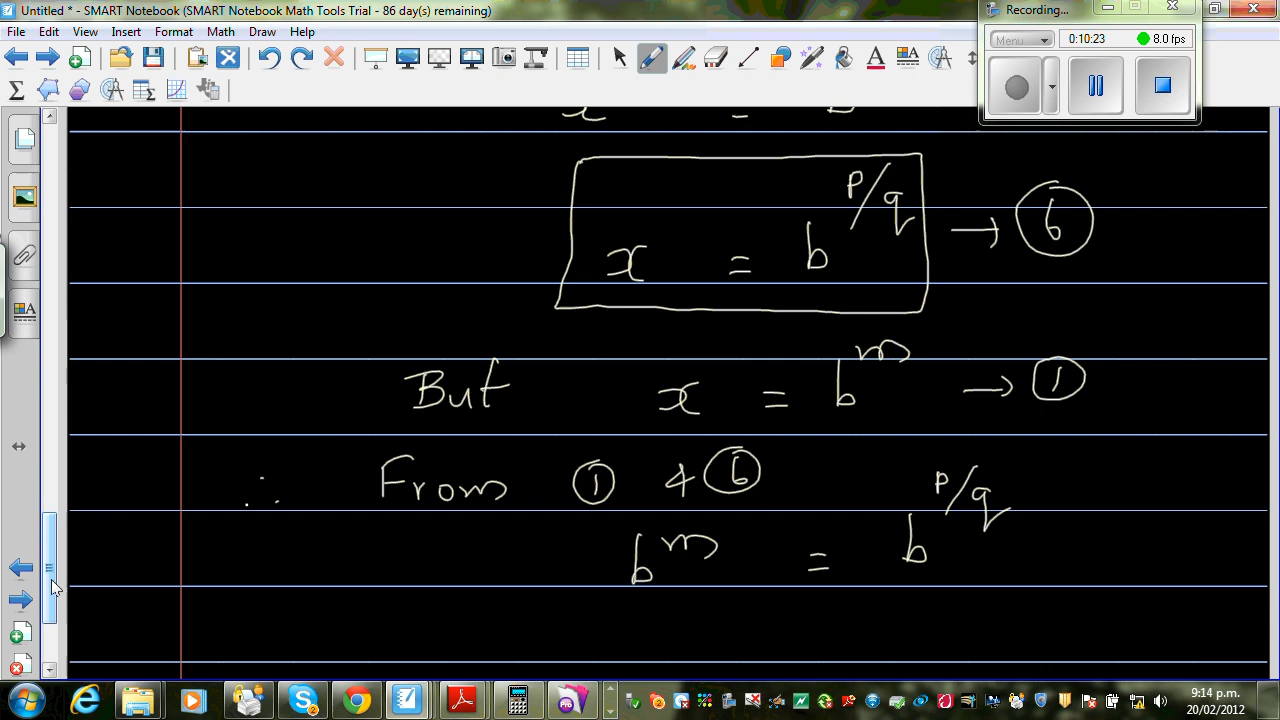 Untitled * - SMART Notebook (SMART Notebook Math Tools Trial - 86 day(s) remaining)
Recording...
File Edit View Insert Format Math Draw Help
Menu 0:10:23 8.0 fps
x = b^(p/q) → ⑥
But x = b^m → ①
∴ From ① & ⑥
b^m = b^(p/q)
9:14 p.m.
20/02/2012